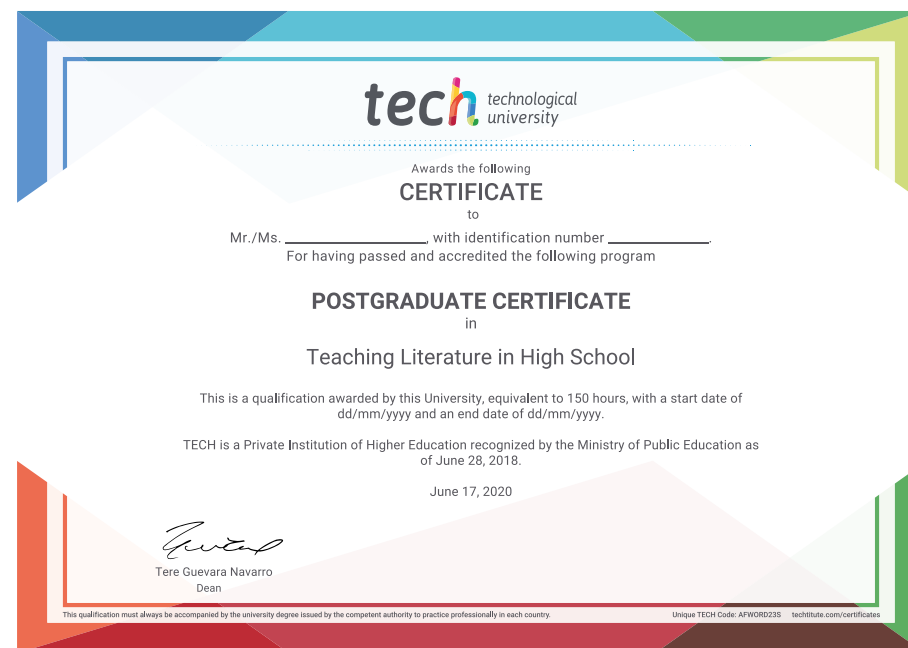 tech technological
university
Awards the following
CERTIFICATE
to
Mr./Ms. ____________________, with identification number ______________.
For having passed and accredited the following program
POSTGRADUATE CERTIFICATE
in
Teaching Literature in High School
This is a qualification awarded by this University, equivalent to 150 hours, with a start date of
dd/mm/yyyy and an end date of dd/mm/yyyy.
TECH is a Private Institution of Higher Education recognized by the Ministry of Public Education as
of June 28, 2018.
June 17, 2020
Tere Guevara Navarro
Dean
This qualification must always be accompanied by the university degree issued by the competent authority to practice professionally in each country.
Unique TECH Code: AFWORD23S techtitute.com/certificates